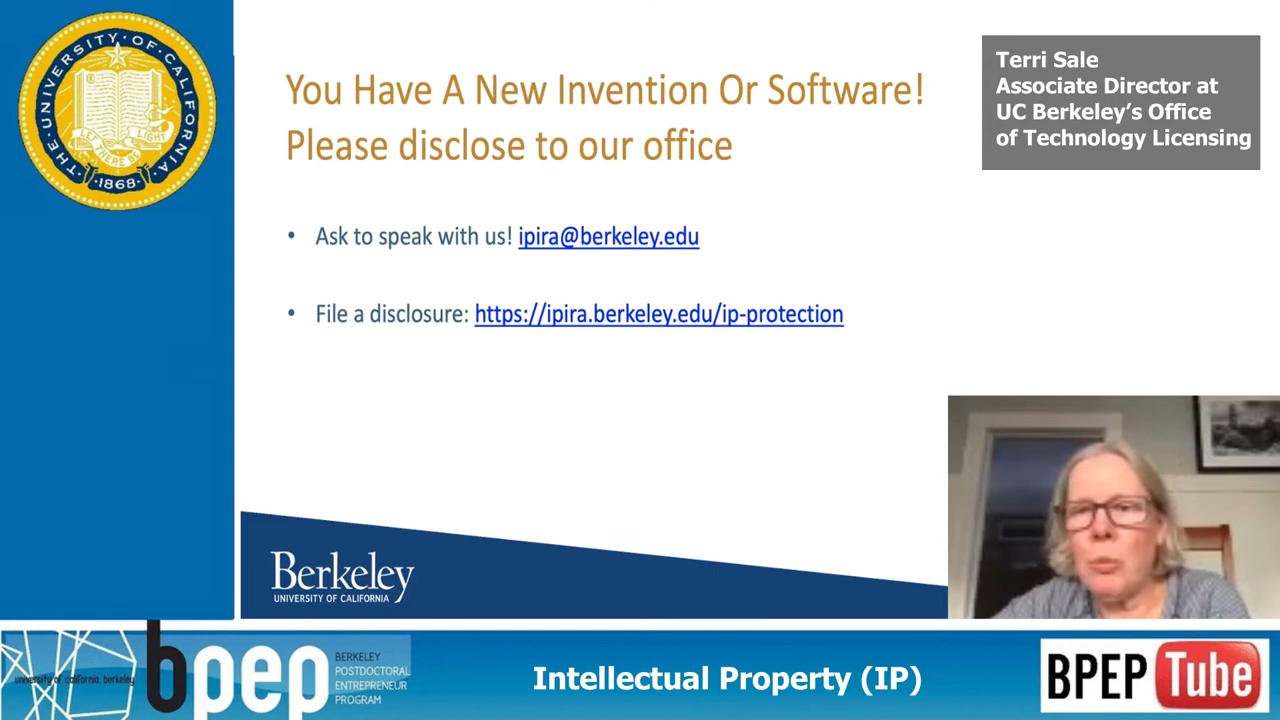 THE·UNIVERSITY·OF·CALIFORNIA
LET THERE BE LIGHT
·1868·
You Have A New Invention Or Software!
Please disclose to our office
Terri Sale
Associate Director at
UC Berkeley’s Office
of Technology Licensing
• Ask to speak with us! ipira@berkeley.edu
• File a disclosure: https://ipira.berkeley.edu/ip-protection
Berkeley
UNIVERSITY OF CALIFORNIA
university of california, berkeley
bpep
BERKELEY
POSTDOCTORAL
ENTREPRENEUR
PROGRAM
Intellectual Property (IP)
BPEP Tube